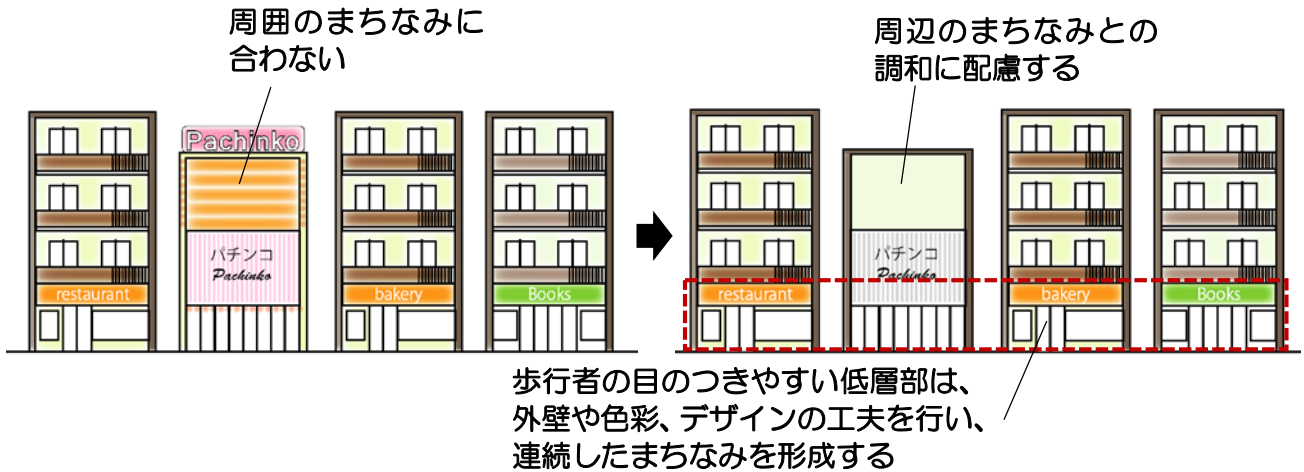 周囲のまちなみに
合わない
周辺のまちなみとの
調和に配慮する
Pachinko
パチンコ
Pachinko
restaurant
bakery
Books
パチンコ
Pachinko
restaurant
bakery
Books
歩行者の目のつきやすい低層部は、
外壁や色彩、デザインの工夫を行い、
連続したまちなみを形成する